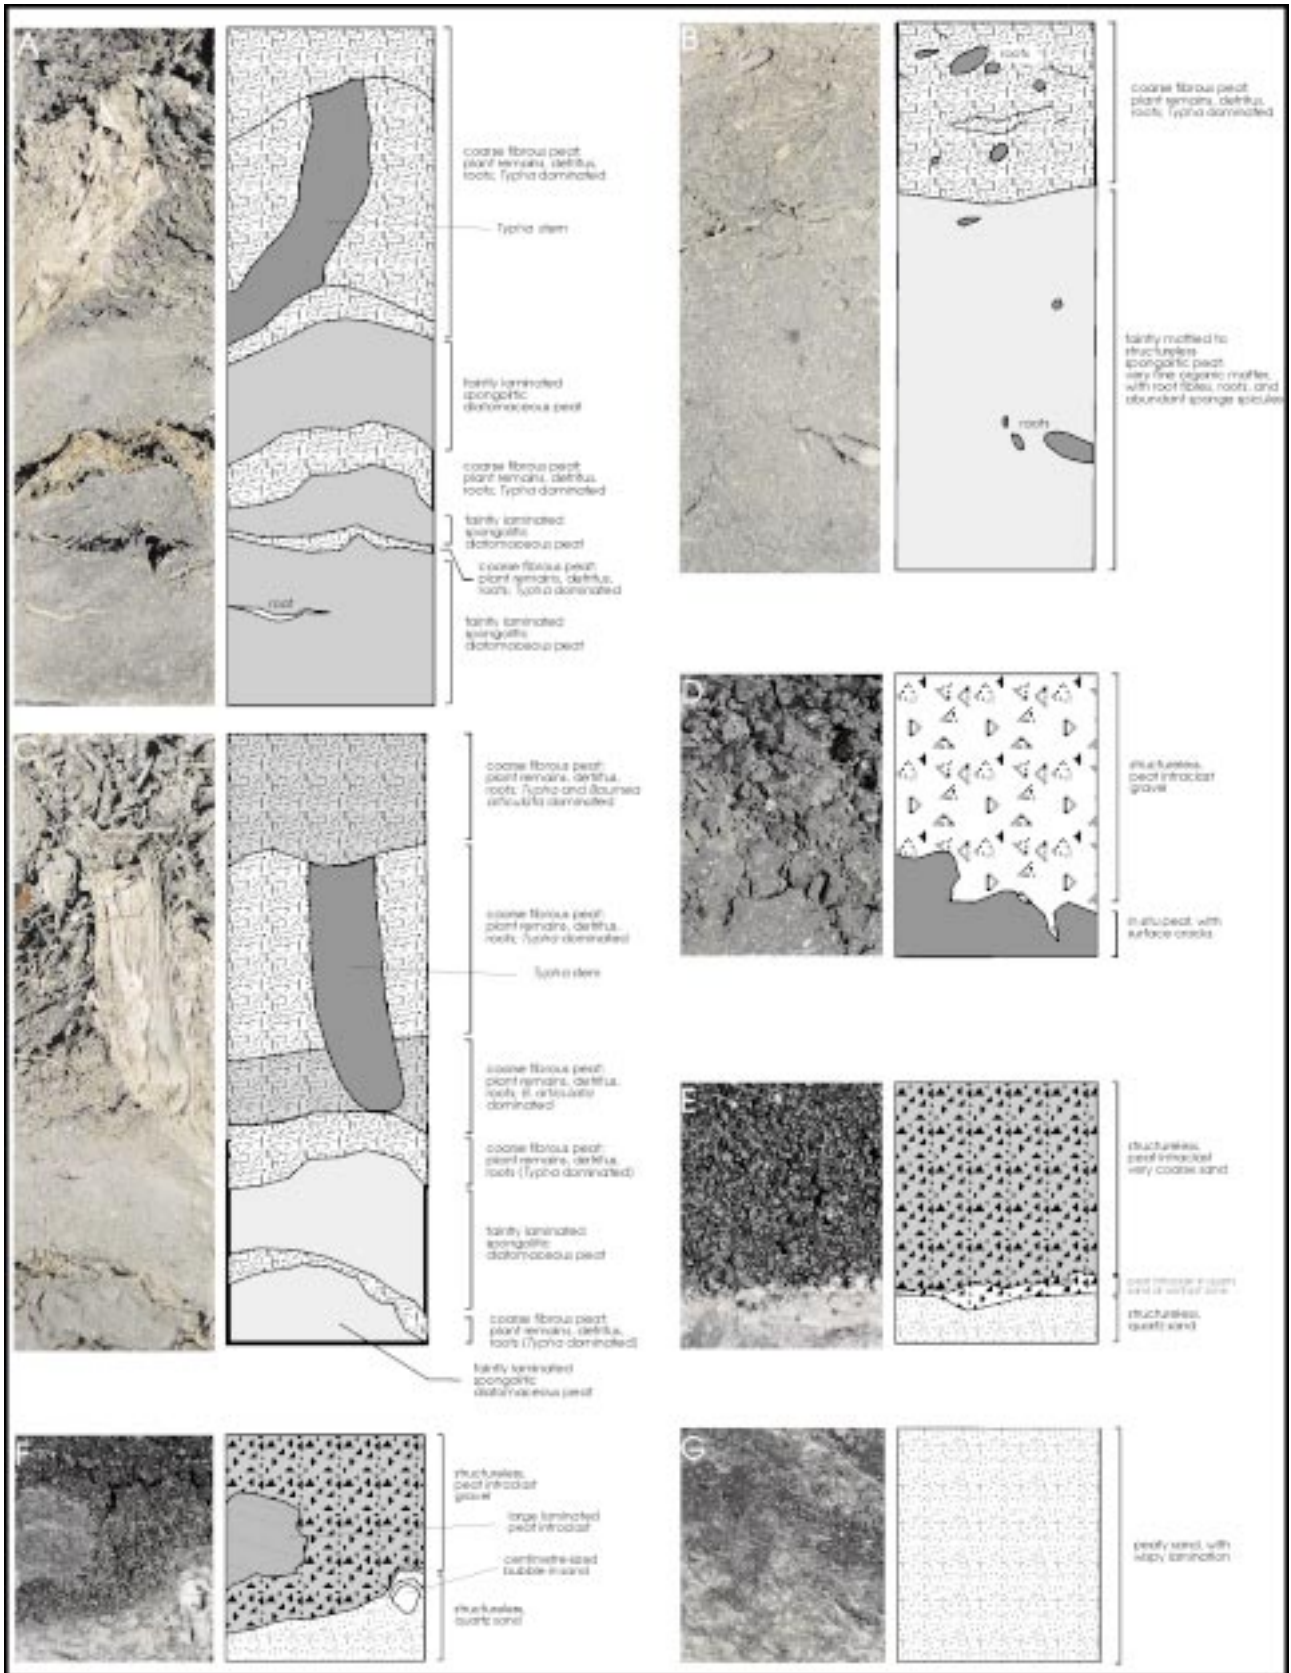 A
coarse fibrous peat:
plant remains, detritus,
roots; Typha dominated
Typha stem
faintly laminated
spongolitic
diatomaceous peat
coarse fibrous peat:
plant remains, detritus,
roots; Typha dominated
faintly laminated
spongolitic
diatomaceous peat
coarse fibrous peat:
plant remains, detritus,
roots; Typha dominated
root
faintly laminated
spongolitic
diatomaceous peat
B
roots
coarse fibrous peat:
plant remains, detritus,
roots; Typha dominated
faintly mottled to
structureless
spongolitic peat:
very fine organic matter,
with root fibres, roots, and
abundant sponge spicules
roots
C
coarse fibrous peat:
plant remains, detritus,
roots; Typha and Baumea
articulata dominated
coarse fibrous peat:
plant remains, detritus,
roots; Typha dominated
Typha stem
coarse fibrous peat:
plant remains, detritus,
roots; B. articulata
dominated
coarse fibrous peat:
plant remains, detritus,
roots (Typha dominated)
faintly laminated
spongolitic
diatomaceous peat
coarse fibrous peat:
plant remains, detritus,
roots (Typha dominated)
faintly laminated
spongolitic
diatomaceous peat
D
structureless,
peat intraclast
gravel
in situ peat, with
surface cracks
E
structureless,
peat intraclast
very coarse sand
structureless,
quartz sand
F
structureless,
peat intraclast
gravel
large laminated
peat intraclast
centimetre-sized
bubble in sand
structureless,
quartz sand
G
peaty sand, with
wispy lamination